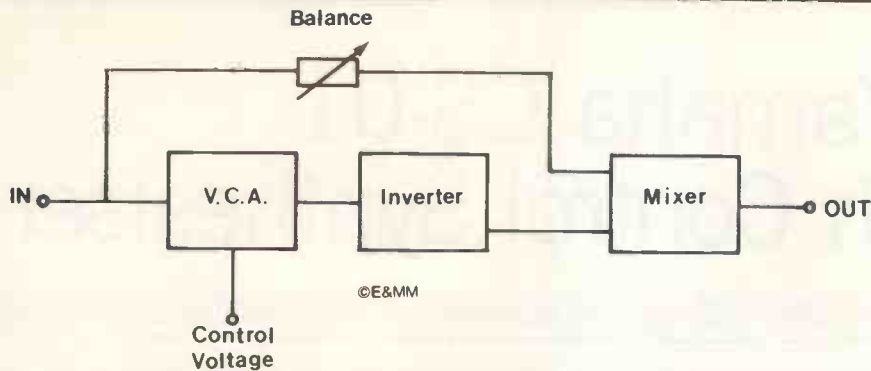 Balance
IN
V.C.A.
Inverter
Mixer
OUT
©E&MM
Control
Voltage